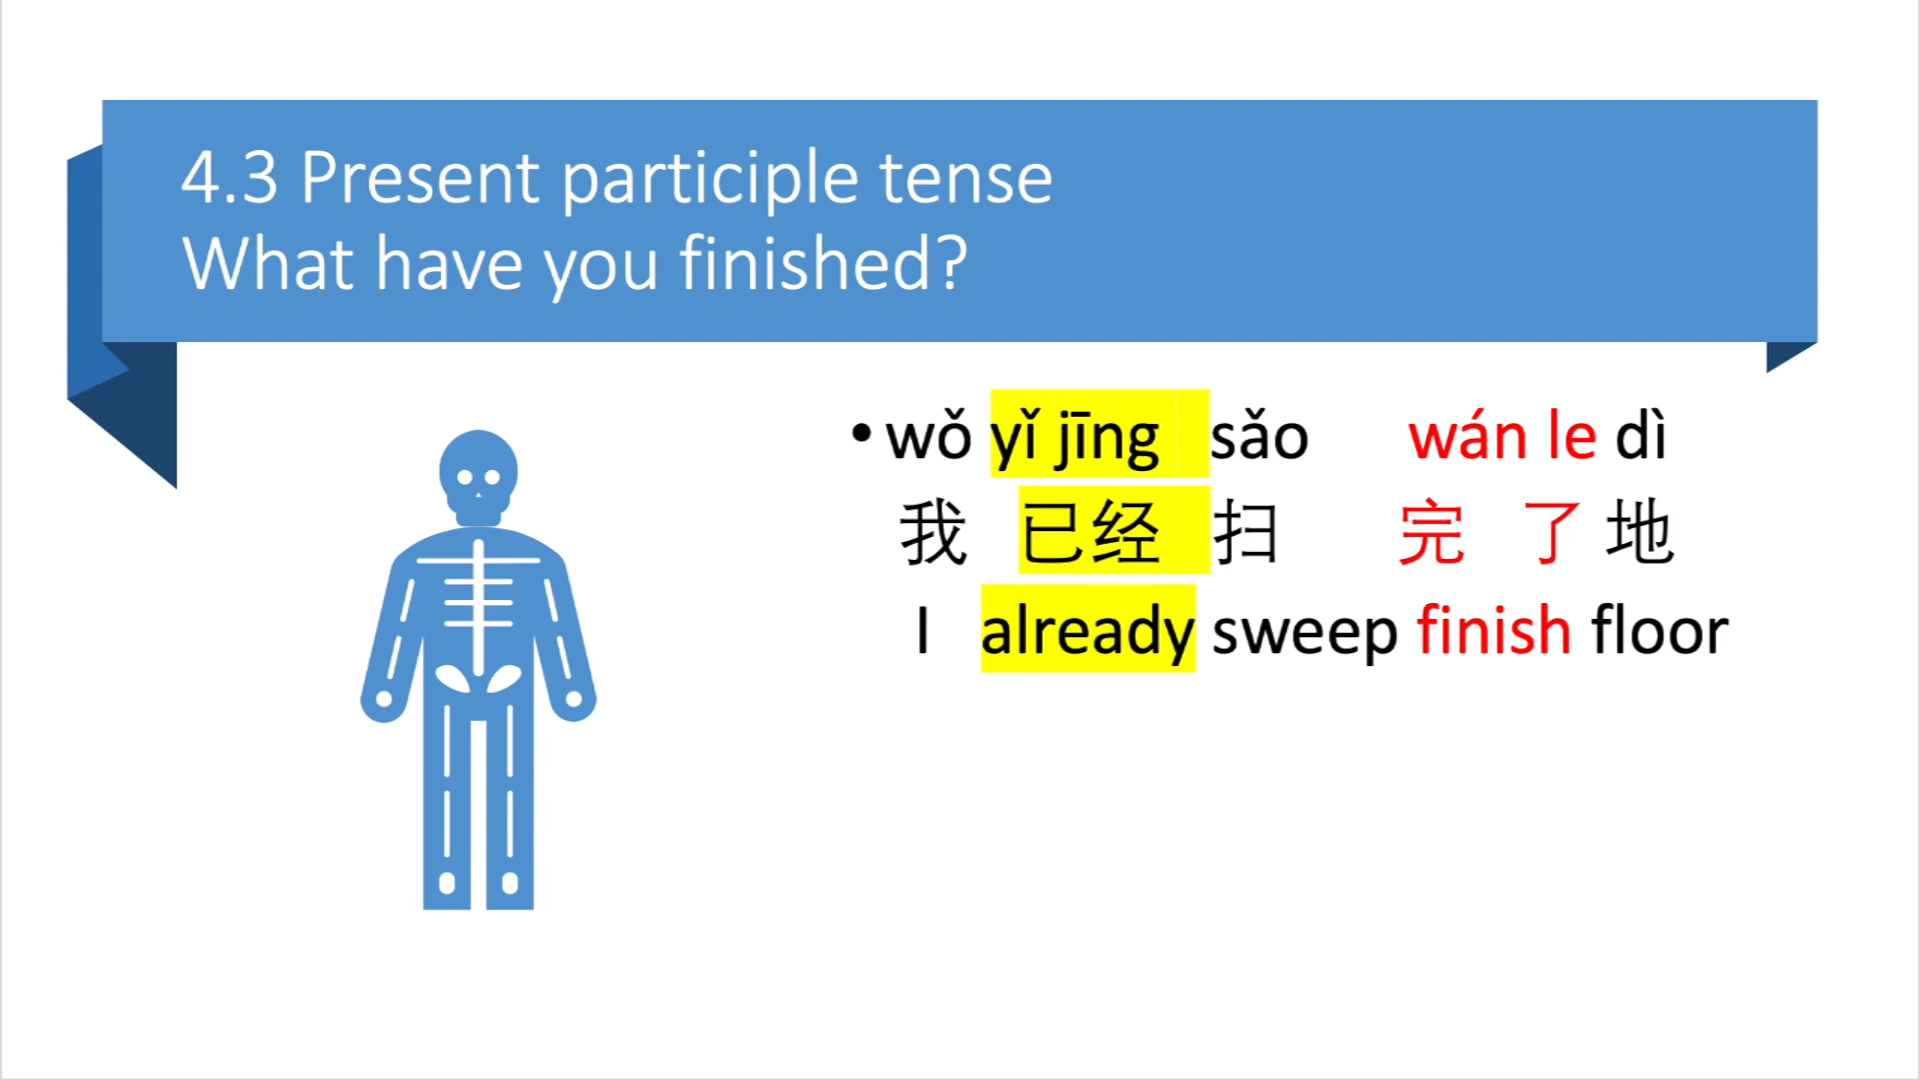 4.3 Present participle tense
What have you finished?
• wǒ yǐ jīng sǎo wán le dì
我 已经 扫 完 了 地
I already sweep finish floor